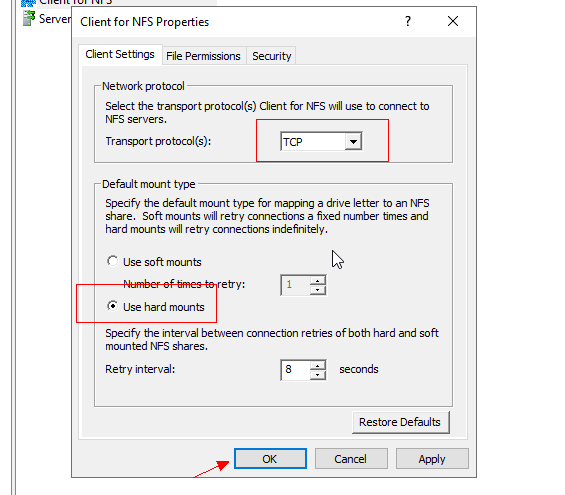 Client for NFS
Server
Client for NFS Properties
Client Settings
File Permissions
Security
Network protocol
Select the transport protocol(s) Client for NFS will use to connect to
NFS servers.
Transport protocol(s):
TCP
Default mount type
Specify the default mount type for mapping a drive letter to an NFS
share. Soft mounts will retry connections a fixed number times and
hard mounts will retry connections indefinitely.
Use soft mounts
Number of times to retry:
1
Use hard mounts
Specify the interval between connection retries of both hard and soft
mounted NFS shares.
Retry interval:
8
seconds
Restore Defaults
OK
Cancel
Apply